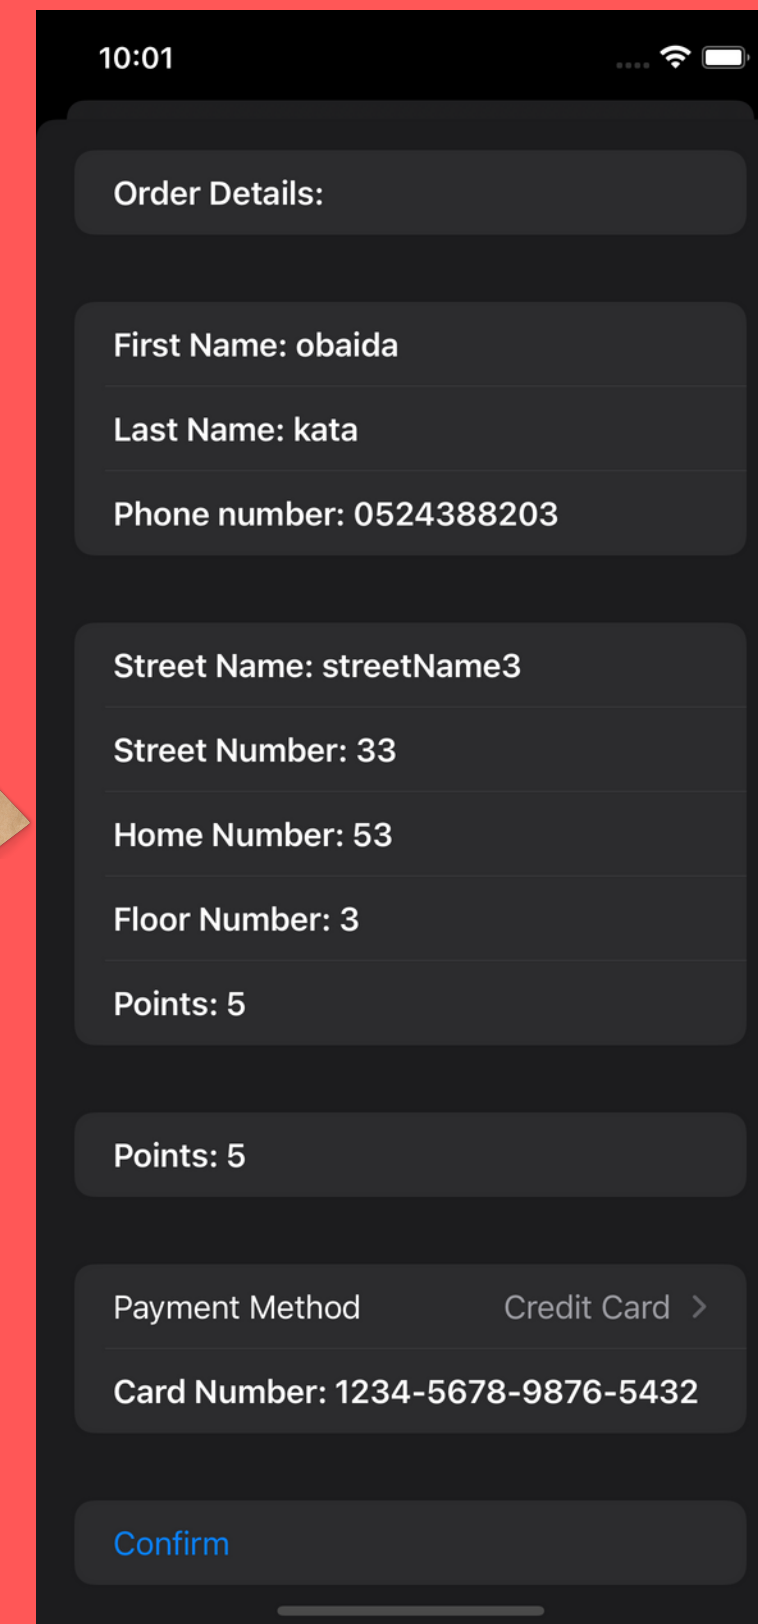 10:01
Order Details:
First Name: obaida
Last Name: kata
Phone number: 0524388203
Street Name: streetName3
Street Number: 33
Home Number: 53
Floor Number: 3
Points: 5
Points: 5
Payment Method Credit Card
Card Number: 1234-5678-9876-5432
Confirm